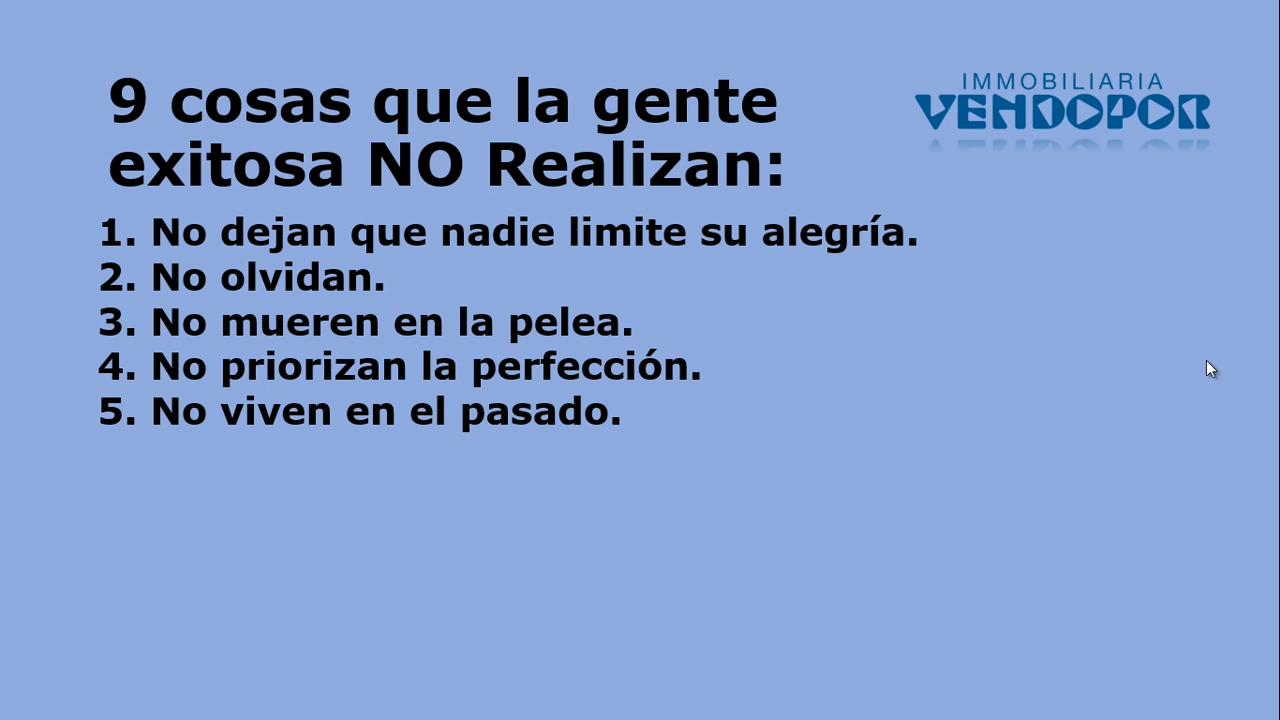 9 cosas que la gente
exitosa NO Realizan:
IMMOBILIARIA
VENDOPOR
1. No dejan que nadie limite su alegría.
2. No olvidan.
3. No mueren en la pelea.
4. No priorizan la perfección.
5. No viven en el pasado.